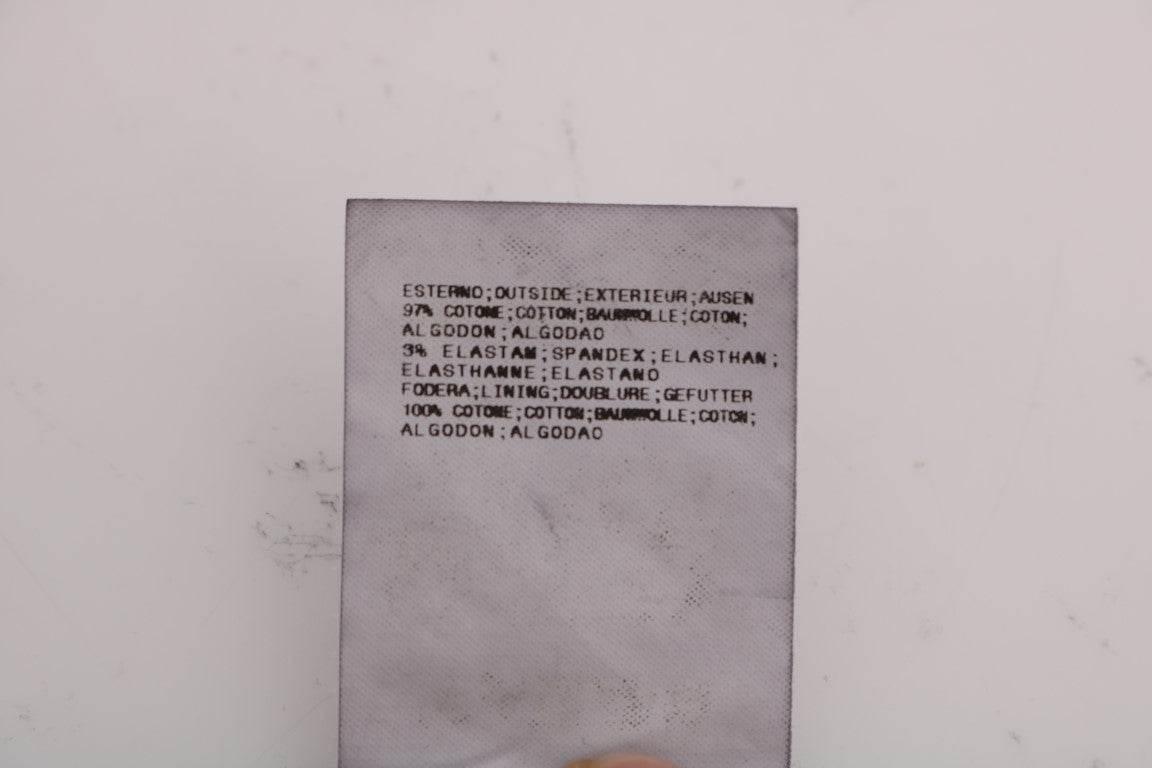 ESTERNO;OUTSIDE;EXTERIEUR;AUSEN
97% COTONE;COTTON;BAUMWOLLE;COTON;
ALGODON;ALGODAO
3% ELASTAM;SPANDEX;ELASTHAN;
ELASTHANNE;ELASTANO
FODERA;LINING;DOUBLURE;GEFUTTER
100% COTONE;COTTON;BAUMWOLLE;COTON;
ALGODON;ALGODAO